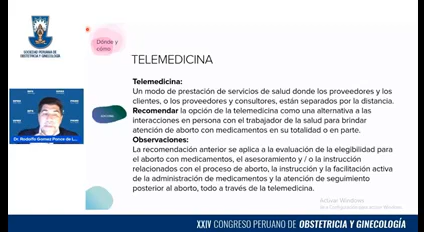 SOCIEDAD PERUANA DE
OBSTETRICIA Y GINECOLOGÍA
Dónde y
cómo
TELEMEDICINA
Telemedicina:
Un modo de prestación de servicios de salud donde los proveedores y los
clientes, o los proveedores y consultores, están separados por la distancia.
Recomendar la opción de la telemedicina como una alternativa a las
interacciones en persona con el trabajador de la salud para brindar
atención de aborto con medicamentos en su totalidad o en parte.
Observaciones:
La recomendación anterior se aplica a la evaluación de la elegibilidad para
el aborto con medicamentos, el asesoramiento y / o la instrucción
relacionados con el proceso de aborto, la instrucción y la facilitación activa
de la administración de medicamentos y la atención de seguimiento
posterior al aborto, todo a través de la telemedicina.
Dr. Rodolfo Gomez Ponce de L...
Activar Windows
XXIV CONGRESO PERUANO DE OBSTETRICIA Y GINECOLOGÍA